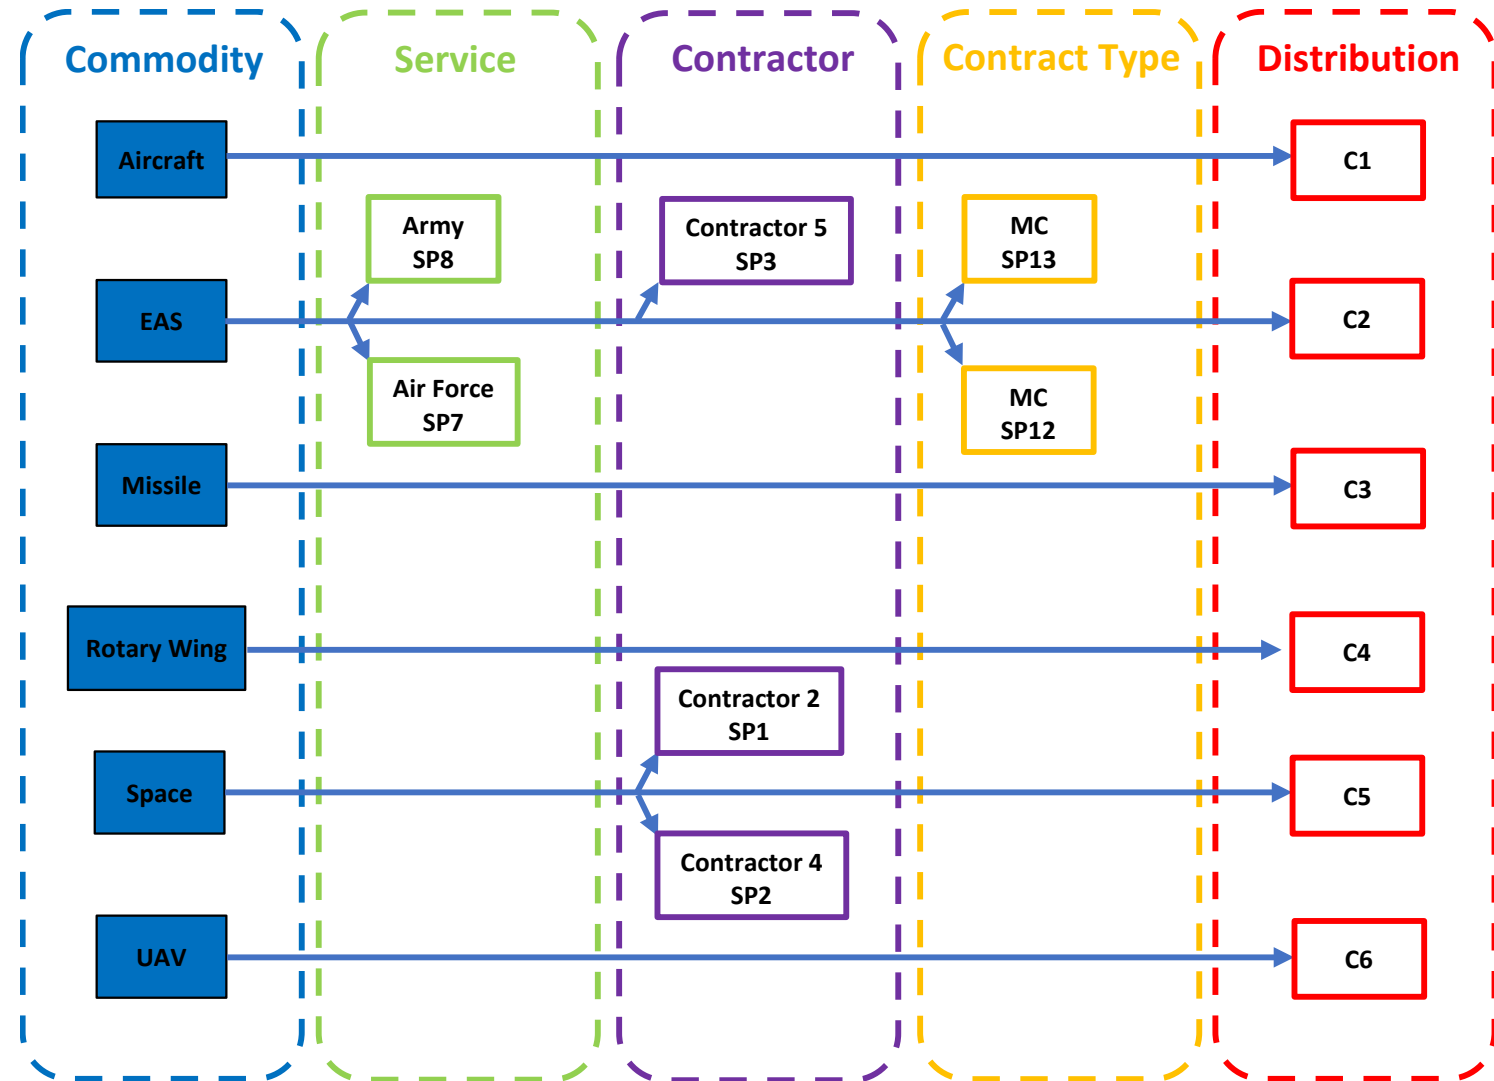 Commodity
Service
Contractor
Contract Type
Distribution
Aircraft
C1
Army
SP8
Contractor 5
SP3
MC
SP13
EAS
C2
Air Force
SP7
MC
SP12
Missile
C3
Rotary Wing
C4
Contractor 2
SP1
Space
C5
Contractor 4
SP2
UAV
C6